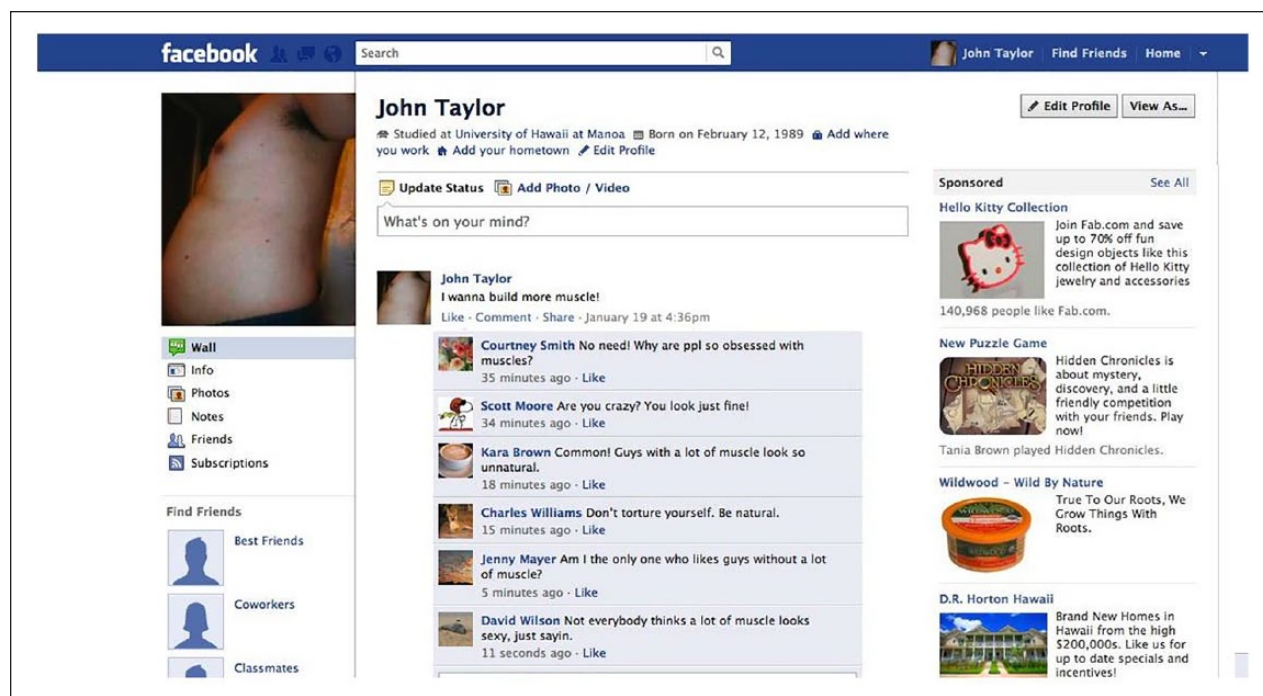 facebook
Search
John Taylor
Find Friends
Home
John Taylor
Edit Profile
View As...
Studied at University of Hawaii at Manoa Born on February 12, 1989 Add where
you work Add your hometown Edit Profile
Update Status Add Photo / Video
What's on your mind?
John Taylor
I wanna build more muscle!
Like · Comment · Share · January 19 at 4:36pm
Courtney Smith No need! Why are ppl so obsessed with
muscles?
35 minutes ago · Like
Scott Moore Are you crazy? You look just fine!
34 minutes ago · Like
Kara Brown Common! Guys with a lot of muscle look so
unnatural.
18 minutes ago · Like
Charles Williams Don't torture yourself. Be natural.
15 minutes ago · Like
Jenny Mayer Am I the only one who likes guys without a lot
of muscle?
5 minutes ago · Like
David Wilson Not everybody thinks a lot of muscle looks
sexy, just sayin.
11 seconds ago · Like
Wall
Info
Photos
Notes
Friends
Subscriptions
Find Friends
Best Friends
Coworkers
Classmates
Sponsored
See All
Hello Kitty Collection
Join Fab.com and save
up to 70% off fun
design objects like this
collection of Hello Kitty
jewelry and accessories
140,968 people like Fab.com.
New Puzzle Game
HIDDEN
CHRONICLES
Hidden Chronicles is
about mystery,
discovery, and a little
friendly competition
with your friends. Play
now!
Tania Brown played Hidden Chronicles.
Wildwood – Wild By Nature
WILDWOOD
True To Our Roots, We
Grow Things With
Roots.
D.R. Horton Hawaii
Brand New Homes in
Hawaii from the high
$200,000s. Like us for
up to date specials and
incentives!